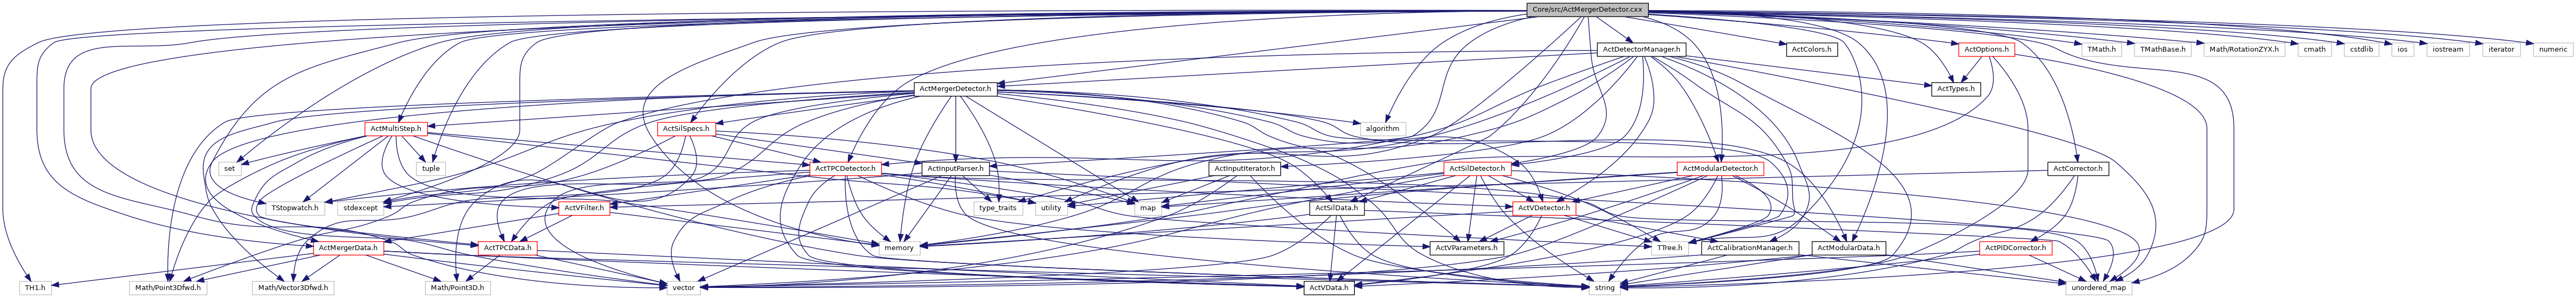 Core/src/ActMergerDetector.cxx
ActDetectorManager.h
ActColors.h
ActOptions.h
TMath.h
TMathBase.h
Math/RotationZYX.h
cmath
cstdlib
ios
iostream
iterator
numeric
ActMergerDetector.h
ActTypes.h
ActMultiStep.h
ActSilSpecs.h
algorithm
set
tuple
ActTPCDetector.h
ActInputParser.h
ActInputIterator.h
ActSilDetector.h
ActModularDetector.h
ActCorrector.h
TStopwatch.h
stdexcept
ActVFilter.h
type_traits
utility
map
ActSilData.h
ActVDetector.h
ActMergerData.h
ActTPCData.h
memory
ActVParameters.h
TTree.h
ActCalibrationManager.h
ActModularData.h
ActPIDCorrector.h
TH1.h
Math/Point3Dfwd.h
Math/Vector3Dfwd.h
Math/Point3D.h
vector
ActVData.h
string
unordered_map